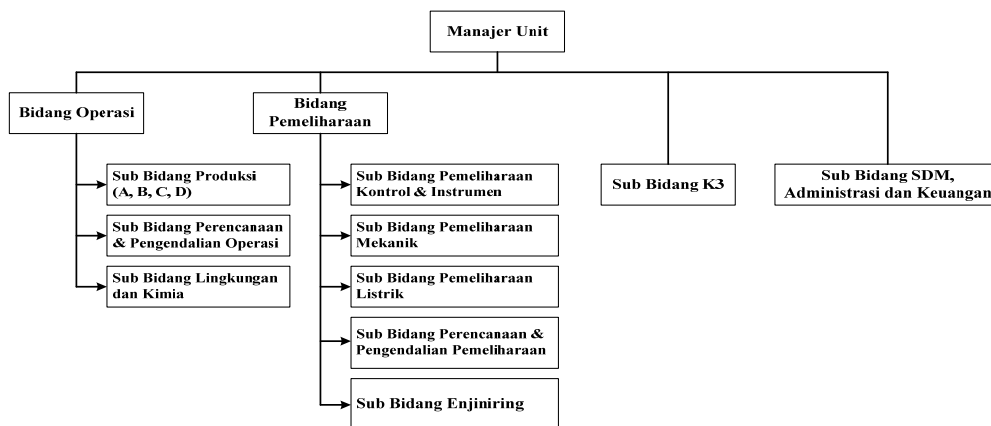 Manajer Unit
Bidang Operasi
Sub Bidang Produksi
(A, B, C, D)
Sub Bidang Perencanaan
& Pengendalian Operasi
Sub Bidang Lingkungan
dan Kimia
Bidang
Pemeliharaan
Sub Bidang Pemeliharaan
Kontrol & Instrumen
Sub Bidang Pemeliharaan
Mekanik
Sub Bidang Pemeliharaan
Listrik
Sub Bidang Perencanaan &
Pengendalian Pemeliharaan
Sub Bidang Enjiniring
Sub Bidang K3
Sub Bidang SDM,
Administrasi dan Keuangan